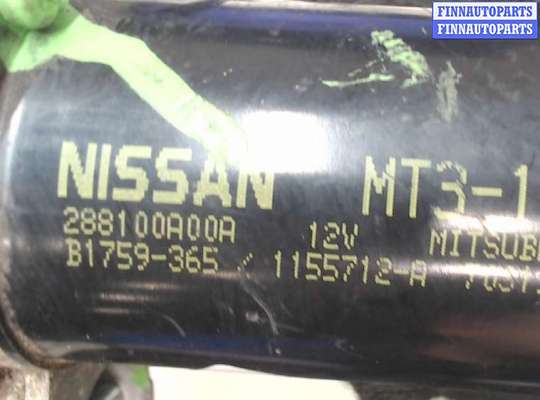 FINNAUTOPARTS
FINNAUTOPARTS
NISSAN MT3-1
288100A00A 12V
B1759-365 / 1155712-A